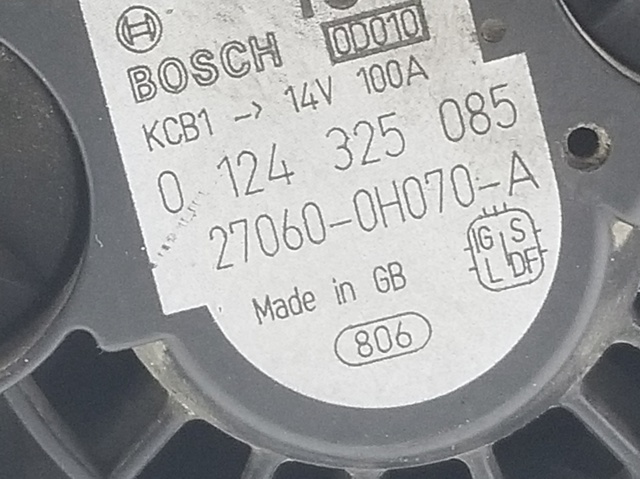 BOSCH 0D010
KCB1 -> 14V 100A
0 124 325 085
27060-0H070-A
IG S
L DF
Made in GB
806